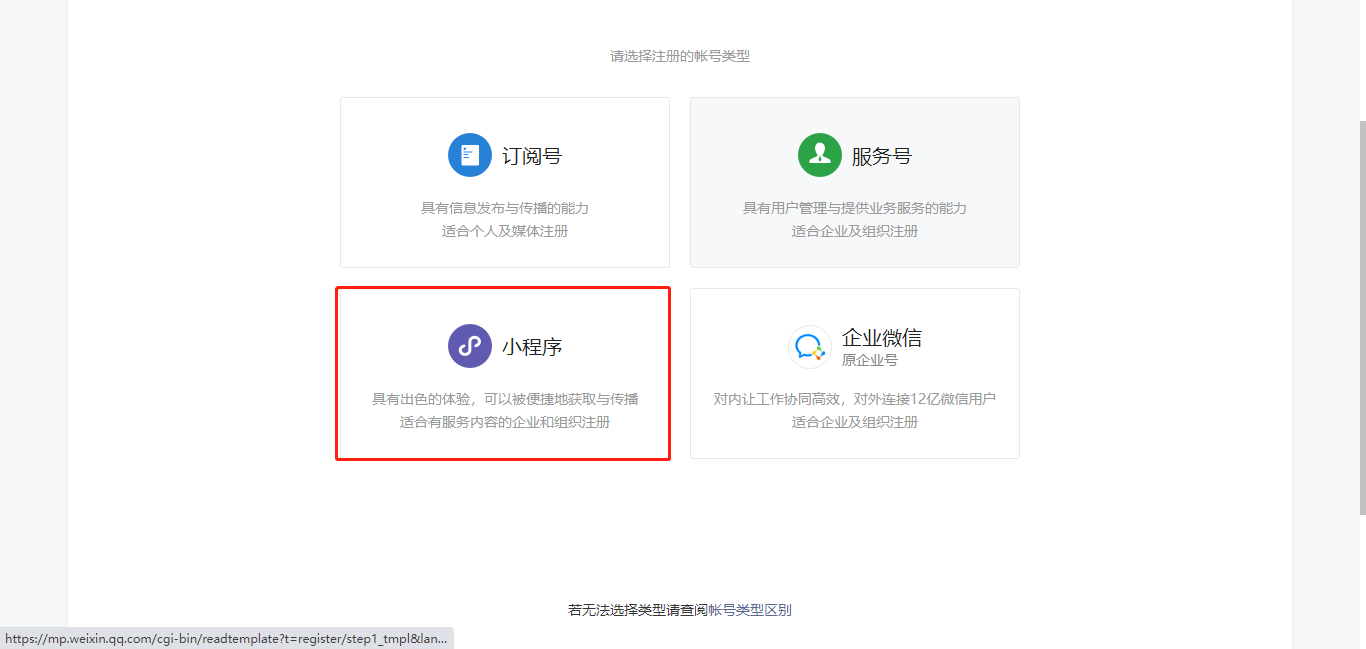 请选择注册的帐号类型
订阅号
具有信息发布与传播的能力
适合个人及媒体注册
服务号
具有用户管理与提供业务服务的能力
适合企业及组织注册
小程序
具有出色的体验，可以被便捷地获取与传播
适合有服务内容的企业和组织注册
企业微信
原企业号
对内让工作协同高效，对外连接12亿微信用户
适合企业及组织注册
若无法选择类型请查阅帐号类型区别
https://mp.weixin.qq.com/cgi-bin/readtemplate?t=register/step1_tmpl&lan...